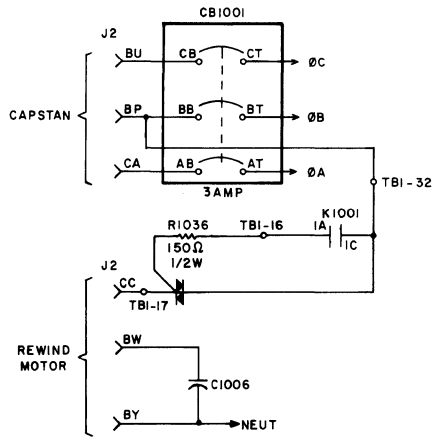 CB1001
J2
BU
CB
CT
ØC
CAPSTAN
BP
BB
BT
ØB
CA
AB
AT
ØA
3AMP
TB1-32
R1036
150Ω
1/2W
TB1-16
K1001
1A
1C
J2
CC
TB1-17
REWIND
MOTOR
BW
C1006
BY
NEUT